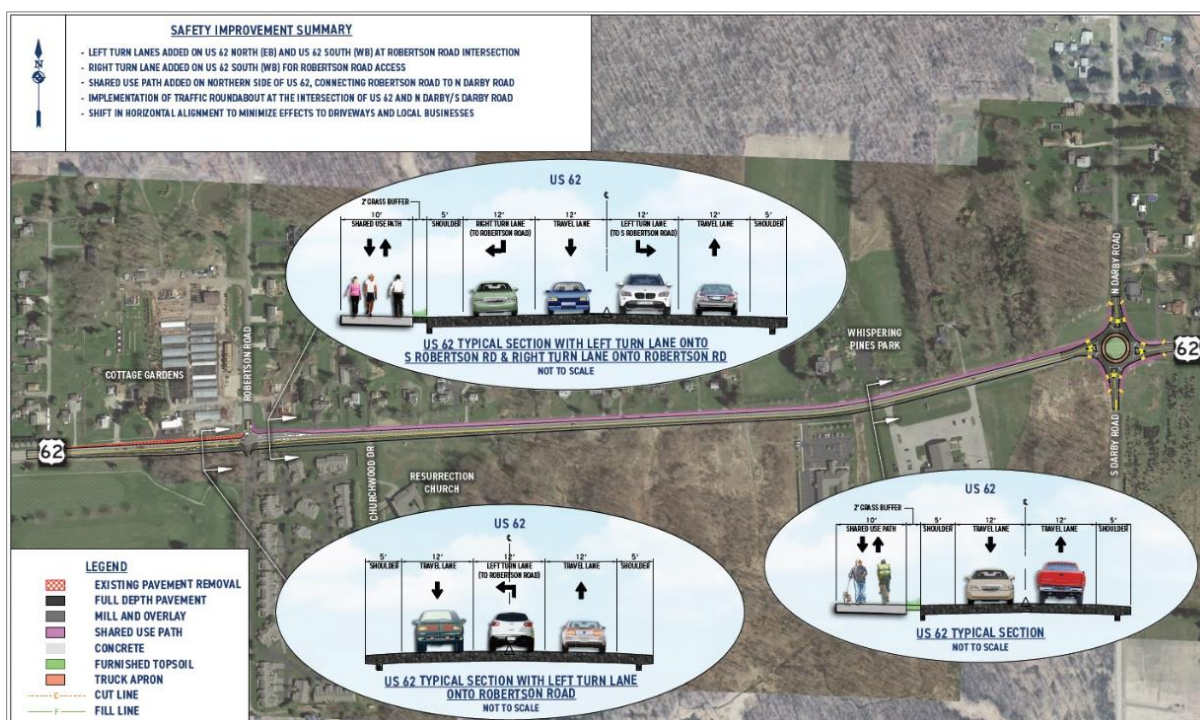 SAFETY IMPROVEMENT SUMMARY
- LEFT TURN LANES ADDED ON US 62 NORTH (EB) AND US 62 SOUTH (WB) AT ROBERTSON ROAD INTERSECTION
- RIGHT TURN LANE ADDED ON US 62 SOUTH (WB) FOR ROBERTSON ROAD ACCESS
- SHARED USE PATH ADDED ON NORTHERN SIDE OF US 62, CONNECTING ROBERTSON ROAD TO N DARBY ROAD
- IMPLEMENTATION OF TRAFFIC ROUNDABOUT AT THE INTERSECTION OF US 62 AND N DARBY/S DARBY ROAD
- SHIFT IN HORIZONTAL ALIGNMENT TO MINIMIZE EFFECTS TO DRIVEWAYS AND LOCAL BUSINESSES
N
US 62
2' GRASS BUFFER
10' 5' 12' 12' 12' 12' 5'
SHARED USE PATH SHOULDER RIGHT TURN LANE TRAVEL LANE LEFT TURN LANE TRAVEL LANE SHOULDER
(TO ROBERTSON ROAD) (TO S ROBERTSON ROAD)
US 62 TYPICAL SECTION WITH LEFT TURN LANE ONTO
S ROBERTSON RD & RIGHT TURN LANE ONTO ROBERTSON RD
NOT TO SCALE
COTTAGE GARDENS
ROBERTSON ROAD
WHISPERING
PINES PARK
N DARBY ROAD
62
62
S DARBY ROAD
CHURCHWOOD DR
RESURRECTION
CHURCH
US 62
5' 12' 12' 12' 5'
SHOULDER TRAVEL LANE LEFT TURN LANE TRAVEL LANE SHOULDER
(TO ROBERTSON ROAD)
US 62 TYPICAL SECTION WITH LEFT TURN LANE
ONTO ROBERTSON ROAD
NOT TO SCALE
US 62
2' GRASS BUFFER
10' 5' 12' 12' 5'
SHARED USE PATH SHOULDER TRAVEL LANE TRAVEL LANE SHOULDER
US 62 TYPICAL SECTION
NOT TO SCALE
LEGEND
EXISTING PAVEMENT REMOVAL
FULL DEPTH PAVEMENT
MILL AND OVERLAY
SHARED USE PATH
CONCRETE
FURNISHED TOPSOIL
TRUCK APRON
C CUT LINE
F FILL LINE